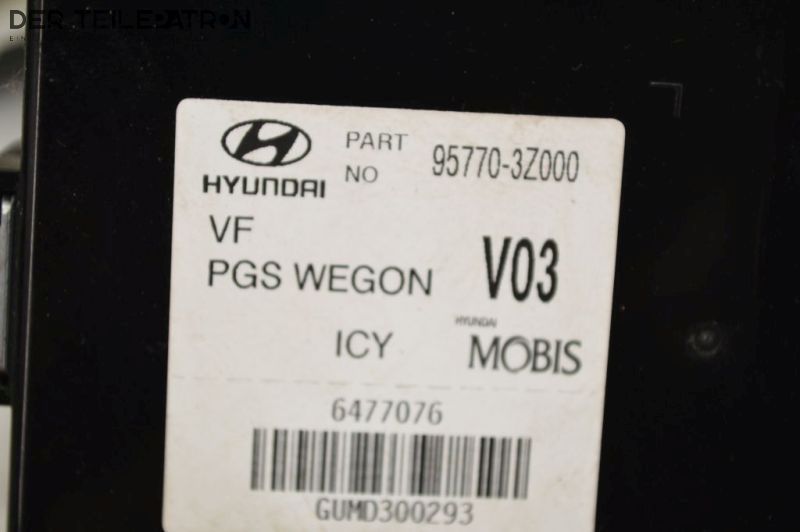 DER TEILEPATRON
HYUNDAI
PART NO 95770-3Z000
VF
PGS WEGON V03
ICY
HYUNDAI
MOBIS
6477076
GUMD300293